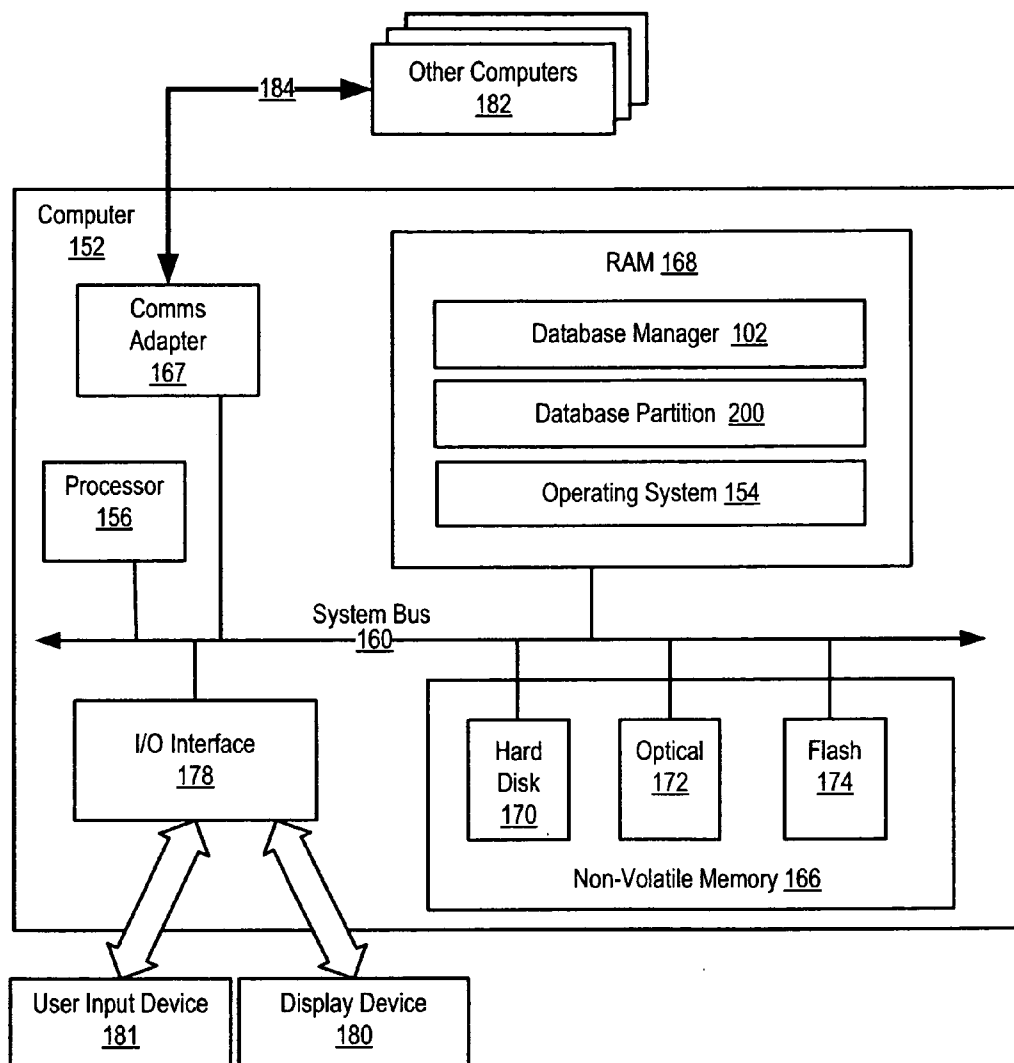 Other Computers
182
184
Computer
152
Comms
Adapter
167
RAM 168
Database Manager 102
Database Partition 200
Operating System 154
Processor
156
System Bus
160
I/O Interface
178
Hard
Disk
170
Optical
172
Flash
174
Non-Volatile Memory 166
User Input Device
181
Display Device
180